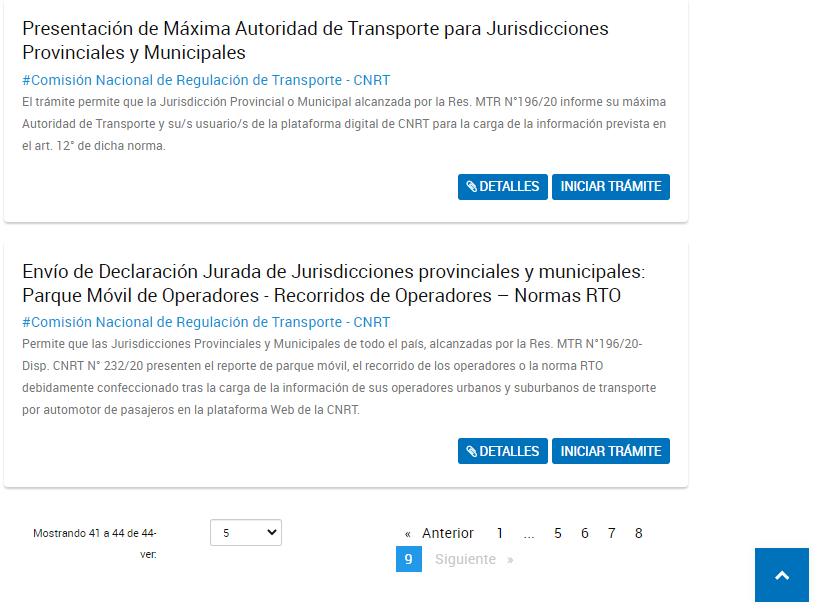 Presentación de Máxima Autoridad de Transporte para Jurisdicciones
Provinciales y Municipales
#Comisión Nacional de Regulación de Transporte - CNRT
El trámite permite que la Jurisdicción Provincial o Municipal alcanzada por la Res. MTR N°196/20 informe su máxima
Autoridad de Transporte y su/s usuario/s de la plataforma digital de CNRT para la carga de la información prevista en
el art. 12° de dicha norma.
DETALLES INICIAR TRÁMITE
Envío de Declaración Jurada de Jurisdicciones provinciales y municipales:
Parque Móvil de Operadores - Recorridos de Operadores – Normas RTO
#Comisión Nacional de Regulación de Transporte - CNRT
Permite que las Jurisdicciones Provinciales y Municipales de todo el país, alcanzadas por la Res. MTR N°196/20-
Disp. CNRT N° 232/20 presenten el reporte de parque móvil, el recorrido de los operadores o la norma RTO
debidamente confeccionado tras la carga de la información de sus operadores urbanos y suburbanos de transporte
por automotor de pasajeros en la plataforma Web de la CNRT.
DETALLES INICIAR TRÁMITE
Mostrando 41 a 44 de 44- 5 « Anterior 1 ... 5 6 7 8
ver: 9 Siguiente »